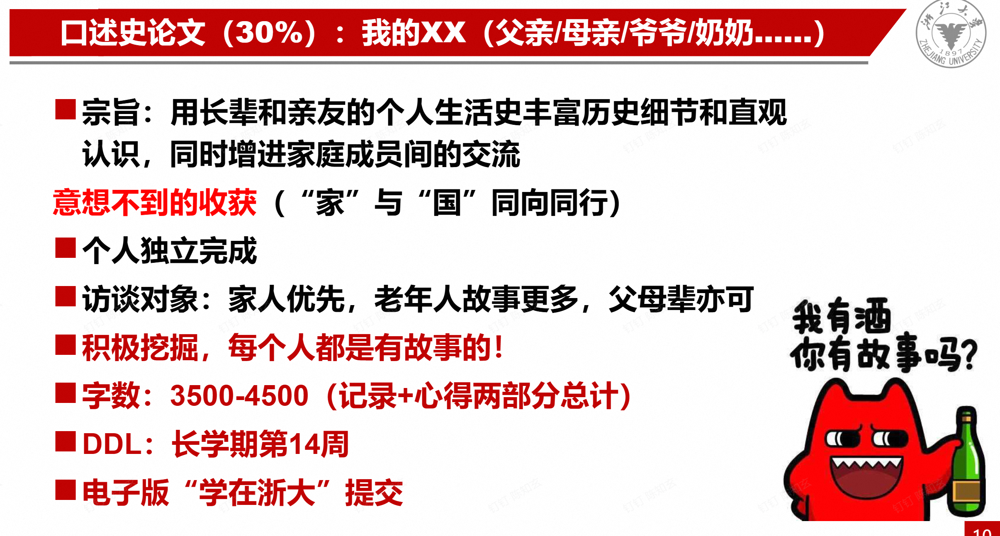 口述史论文（30%）：我的XX（父亲/母亲/爷爷/奶奶……）
浙江大学
1897
ZHEJIANG UNIVERSITY
宗旨：用长辈和亲友的个人生活史丰富历史细节和直观
认识，同时增进家庭成员间的交流
意想不到的收获（“家”与“国”同向同行）
个人独立完成
访谈对象：家人优先，老年人故事更多，父母辈亦可
积极挖掘，每个人都是有故事的！
字数：3500-4500（记录+心得两部分总计）
DDL：长学期第14周
电子版“学在浙大”提交
我有酒
你有故事吗?
钉钉 陈知玄
10